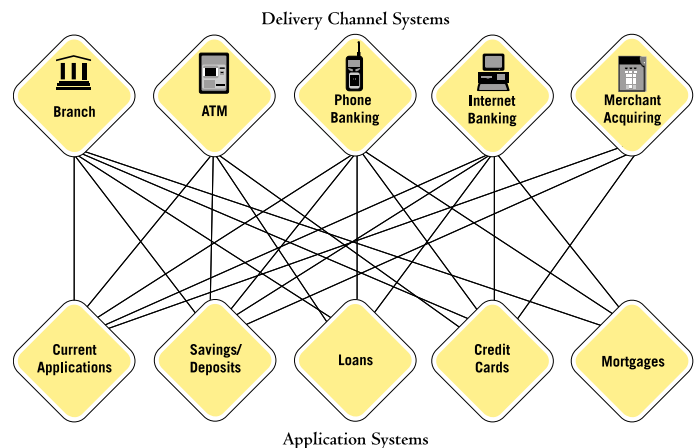 Delivery Channel Systems
Branch
ATM
Phone
Banking
Internet
Banking
Merchant
Acquiring
Current
Applications
Savings/
Deposits
Loans
Credit
Cards
Mortgages
Application Systems